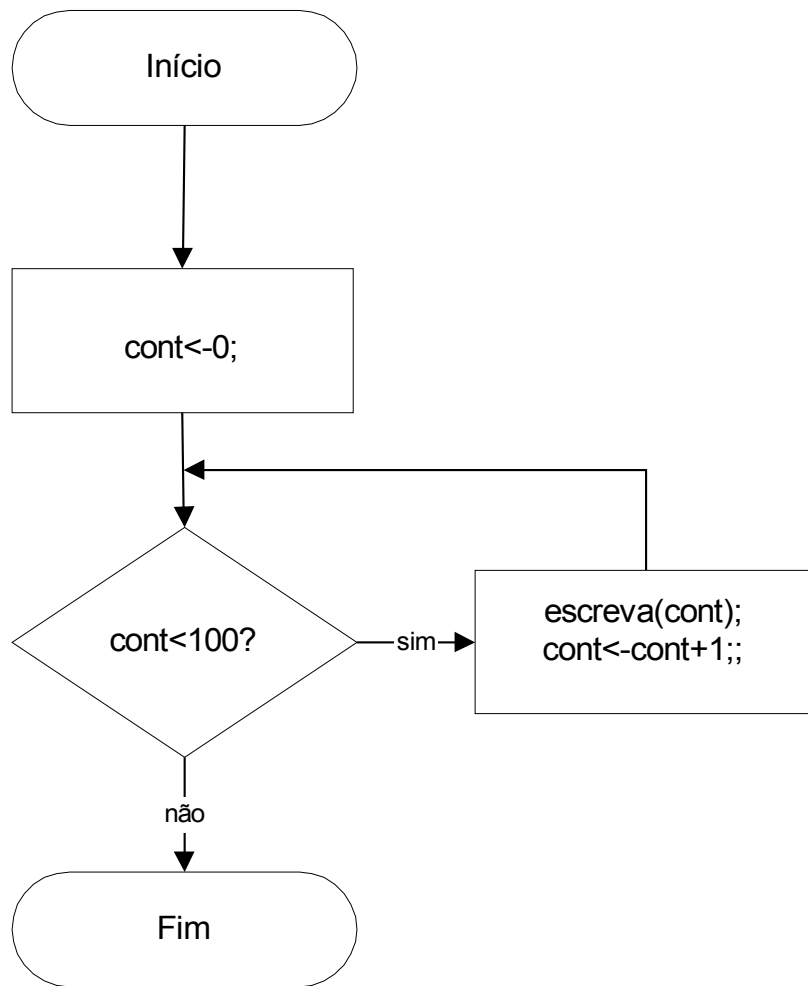 Início
cont<-0;
cont<100?
sim
escreva(cont);
cont<-cont+1;;
não
Fim